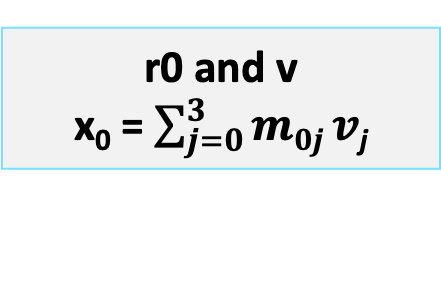 r0 and v
x₀ = ∑³ⱼ₌₀ m₀ⱼ vⱼ